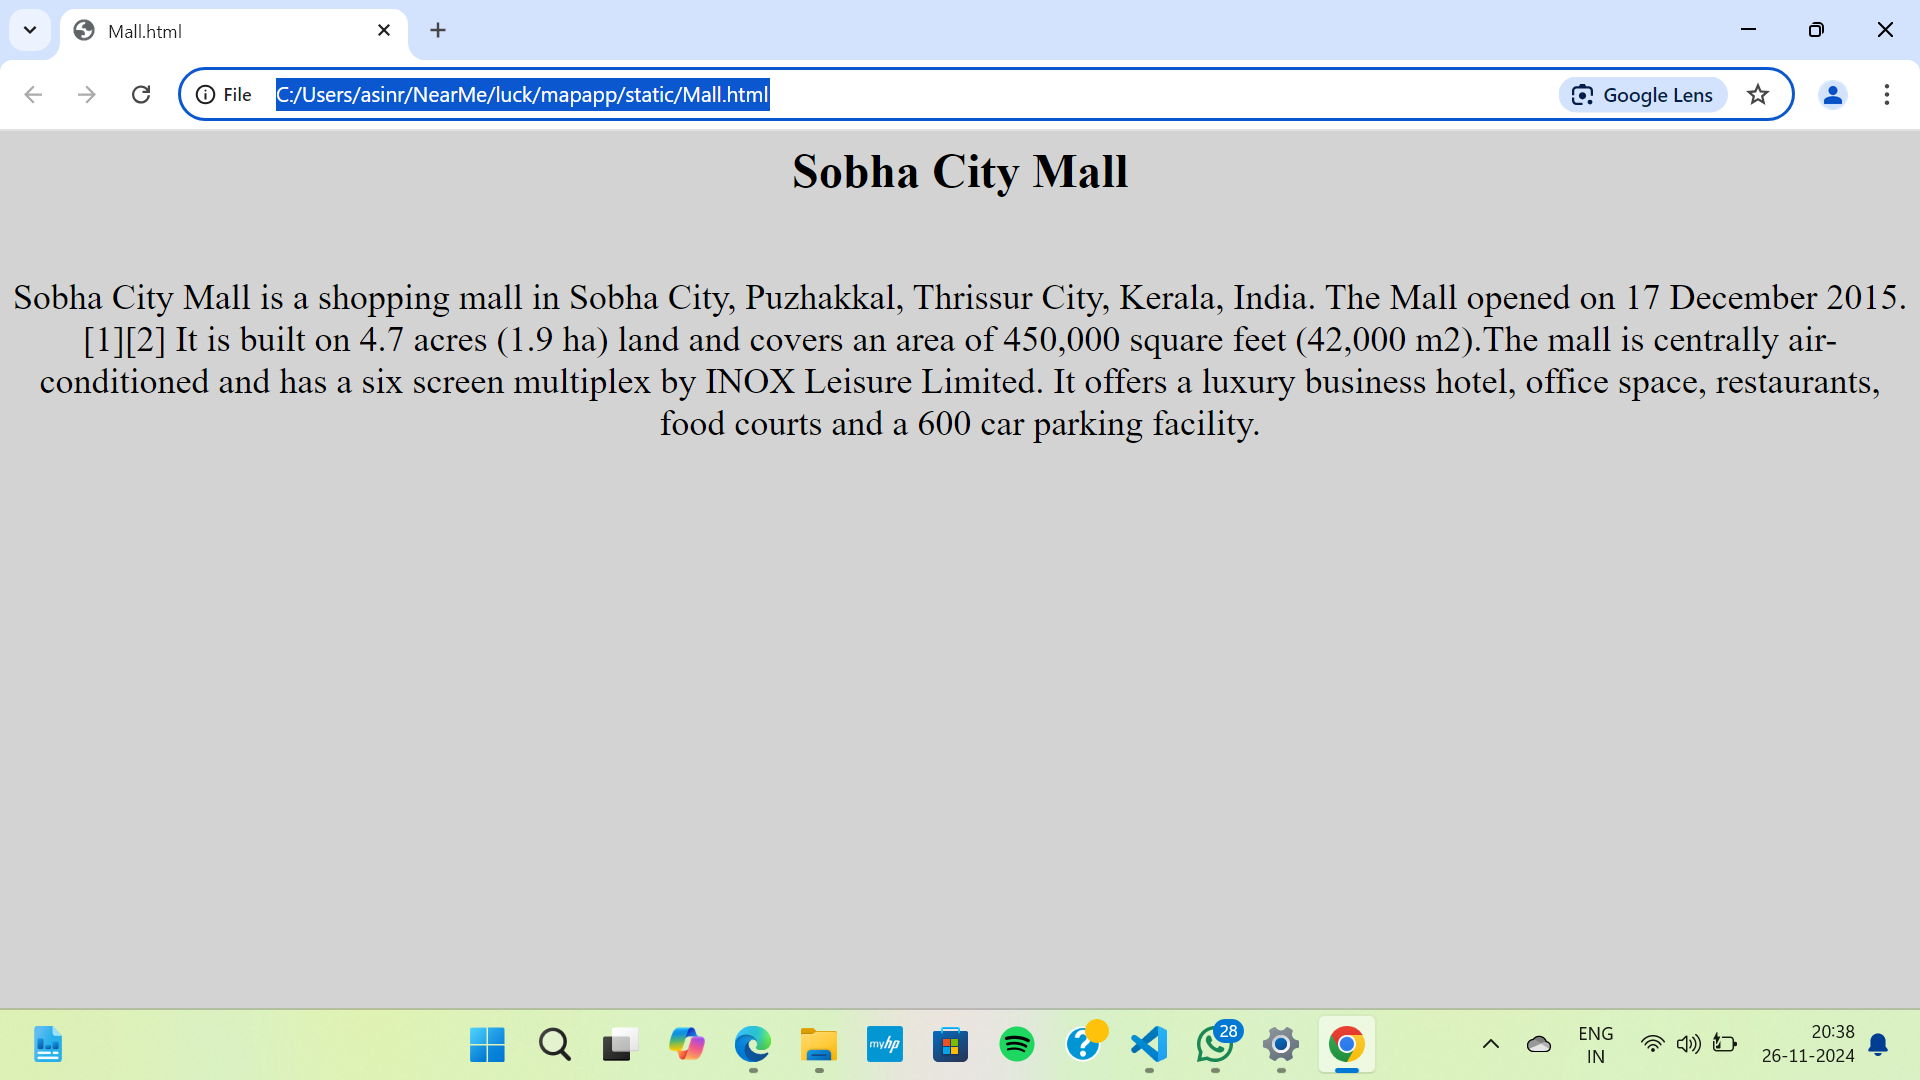 Mall.html
File
C:/Users/asinr/NearMe/luck/mapapp/static/Mall.html
Google Lens
Sobha City Mall
Sobha City Mall is a shopping mall in Sobha City, Puzhakkal, Thrissur City, Kerala, India. The Mall opened on 17 December 2015.
[1][2] It is built on 4.7 acres (1.9 ha) land and covers an area of 450,000 square feet (42,000 m2).The mall is centrally air-
conditioned and has a six screen multiplex by INOX Leisure Limited. It offers a luxury business hotel, office space, restaurants,
food courts and a 600 car parking facility.
myhp
28
ENG
IN
20:38
26-11-2024